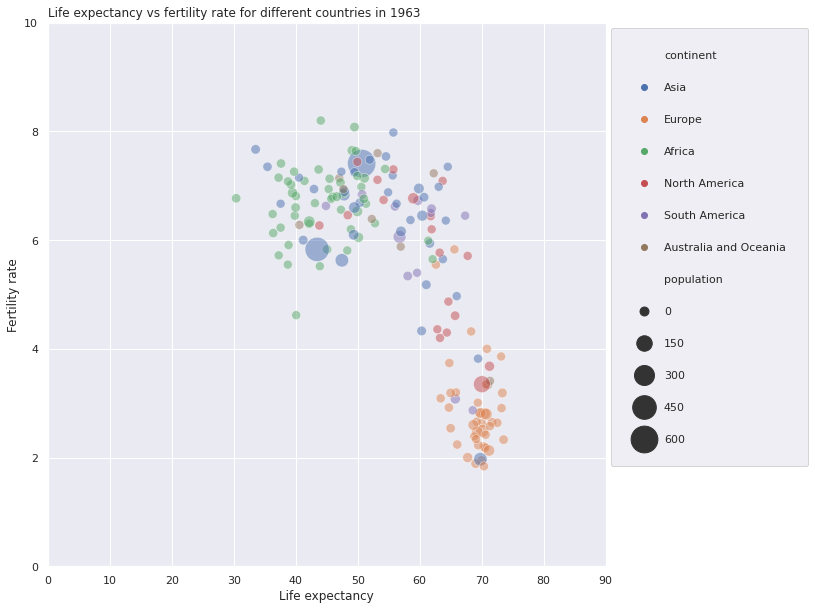 Life expectancy vs fertility rate for different countries in 1963
10
8
6
4
2
0
Fertility rate
0 10 20 30 40 50 60 70 80 90
Life expectancy
continent
Asia
Europe
Africa
North America
South America
Australia and Oceania
population
0
150
300
450
600